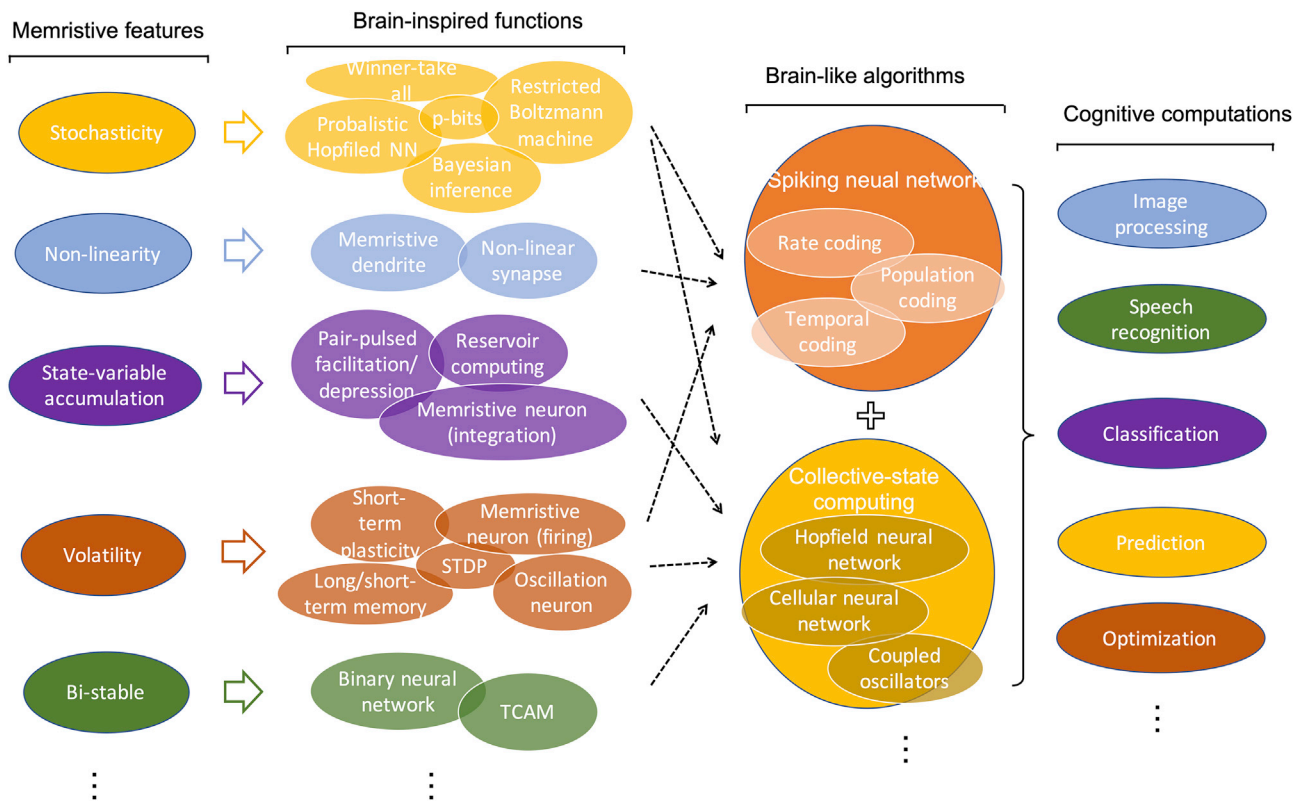 Memristive features
Brain-inspired functions
Brain-like algorithms
Cognitive computations
Stochasticity
Winner-take
all
p-bits
Restricted
Boltzmann
machine
Probalistic
Hopfiled NN
Bayesian
inference
Non-linearity
Memristive
dendrite
Non-linear
synapse
State-variable
accumulation
Pair-pulsed
facilitation/
depression
Reservoir
computing
Memristive neuron
(integration)
Volatility
Short-
term
plasticity
Memristive
neuron (firing)
STDP
Long/short-
term memory
Oscillation
neuron
Bi-stable
Binary neural
network
TCAM
Spiking neual network
Rate coding
Population
coding
Temporal
coding
Collective-state
computing
Hopfield neural
network
Cellular neural
network
Coupled
oscillators
Image
processing
Speech
recognition
Classification
Prediction
Optimization